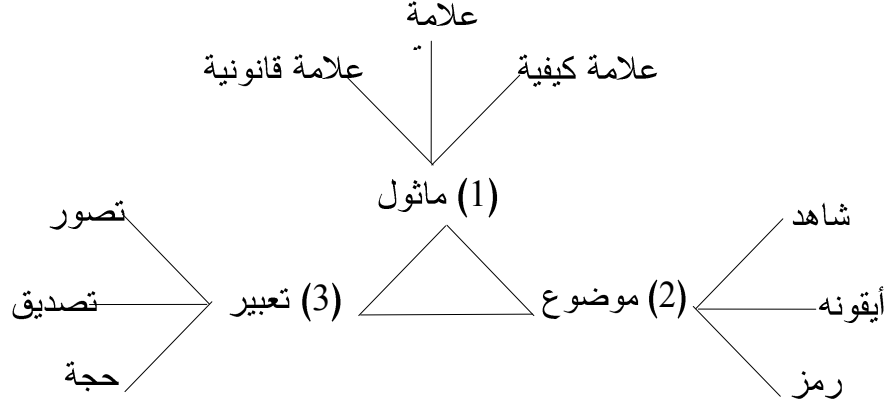 علامة
علامة كيفية
علامة قانونية
(1) ماثول
شاهد
تصور
(2) موضوع
(3) تعبير
أيقونه
تصديق
رمز
حجة